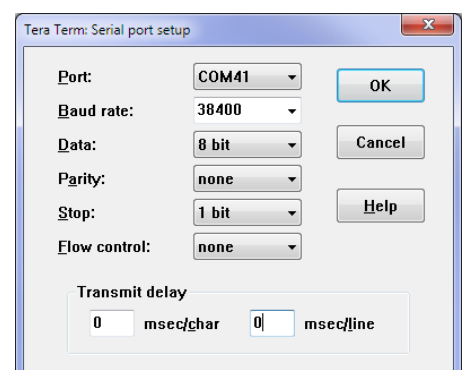 Tera Term: Serial port setup
Port: COM41 OK
Baud rate: 38400
Data: 8 bit Cancel
Parity: none
Stop: 1 bit Help
Flow control: none
Transmit delay
0 msec/char 0 msec/line